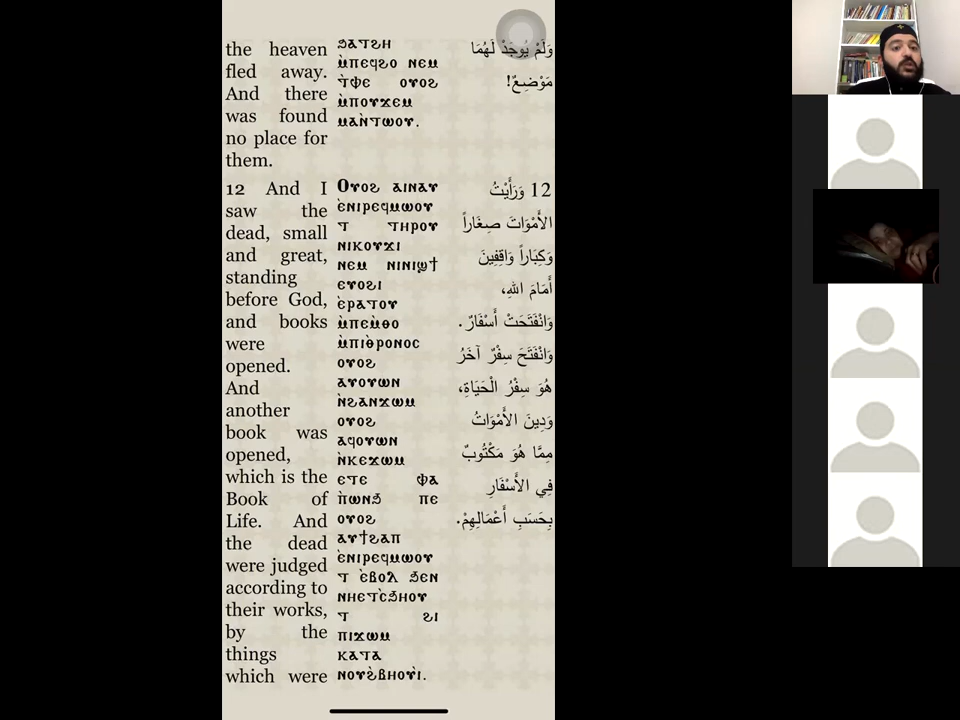 the heaven
fled away.
And there
was found
no place for
them.
12 And I
saw the
dead, small
and great,
standing
before God,
and books
were
opened.
And
another
book was
opened,
which is the
Book of
Life. And
the dead
were judged
according to
their works,
by the
things
which were
ϧⲁⲧϩⲏ
ⲙ̀ⲡⲉϥϩⲟ ⲛⲉⲙ
ⲧ̀ⲫⲉ ⲟⲩⲟϩ
ⲙ̀ⲡⲟⲩϫⲉⲙ
ⲙⲁⲛ̀ⲧⲱⲟⲩ.
Ⲟⲩⲟϩ ⲁⲓⲛⲁⲩ
ⲉ̀ⲛⲓⲣⲉϥⲙⲱⲟⲩ
ⲧ ⲧⲏⲣⲟⲩ
ⲛⲓⲕⲟⲩϫⲓ
ⲛⲉⲙ ⲛⲓⲛⲓϣϯ
ⲉⲩⲟϩⲓ
ⲉ̀ⲣⲁⲧⲟⲩ
ⲙ̀ⲡⲉⲙ̀ⲑⲟ
ⲙ̀ⲡⲓⲑ̀ⲣⲟⲛⲟⲥ
ⲟⲩⲟϩ
ⲁⲩⲟⲩⲱⲛ
ⲛ̀ϩⲁⲛϫⲱⲙ
ⲟⲩⲟϩ
ⲁϥⲟⲩⲱⲛ
ⲛ̀ⲕⲉϫⲱⲙ
ⲉⲧⲉ ⲫⲁ
ⲡ̀ⲱⲛϧ ⲡⲉ
ⲟⲩⲟϩ
ⲁⲩϯϩⲁⲡ
ⲉ̀ⲛⲓⲣⲉϥⲙⲱⲟⲩ
ⲧ ⲉ̀ⲃⲟⲗ ϧⲉⲛ
ⲛⲏⲉⲧⲥ̀ϧⲏⲟⲩ
ⲧ ϩⲓ
ⲡⲓϫⲱⲙ
ⲕⲁⲧⲁ
ⲛⲟⲩϩ̀ⲃⲏⲟⲩⲓ̀.
وَلَمْ يُوجَدْ لَهُمَا
مَوْضِعٌ!
12 وَرَأَيْتُ
الأَمْوَاتَ صِغَاراً
وَكِبَاراً وَاقِفِينَ
أَمَامَ اللهِ،
وَانْفَتَحَتْ أَسْفَارٌ.
وَانْفَتَحَ سِفْرٌ آخَرُ
هُوَ سِفْرُ الْحَيَاةِ،
وَدِينَ الأَمْوَاتُ
مِمَّا هُوَ مَكْتُوبٌ
فِي الأَسْفَارِ
بِحَسَبِ أَعْمَالِهِمْ.